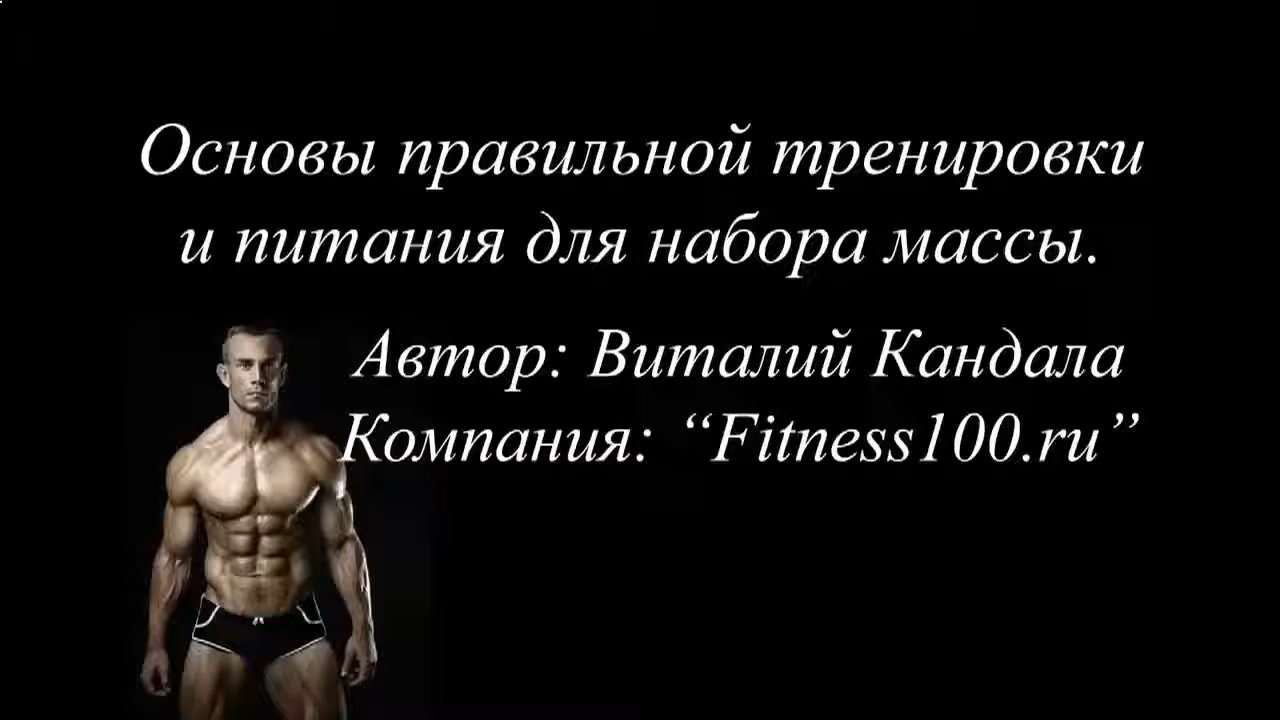 Основы правильной тренировки
и питания для набора массы.
Автор: Виталий Кандала
Компания: “Fitness100.ru”